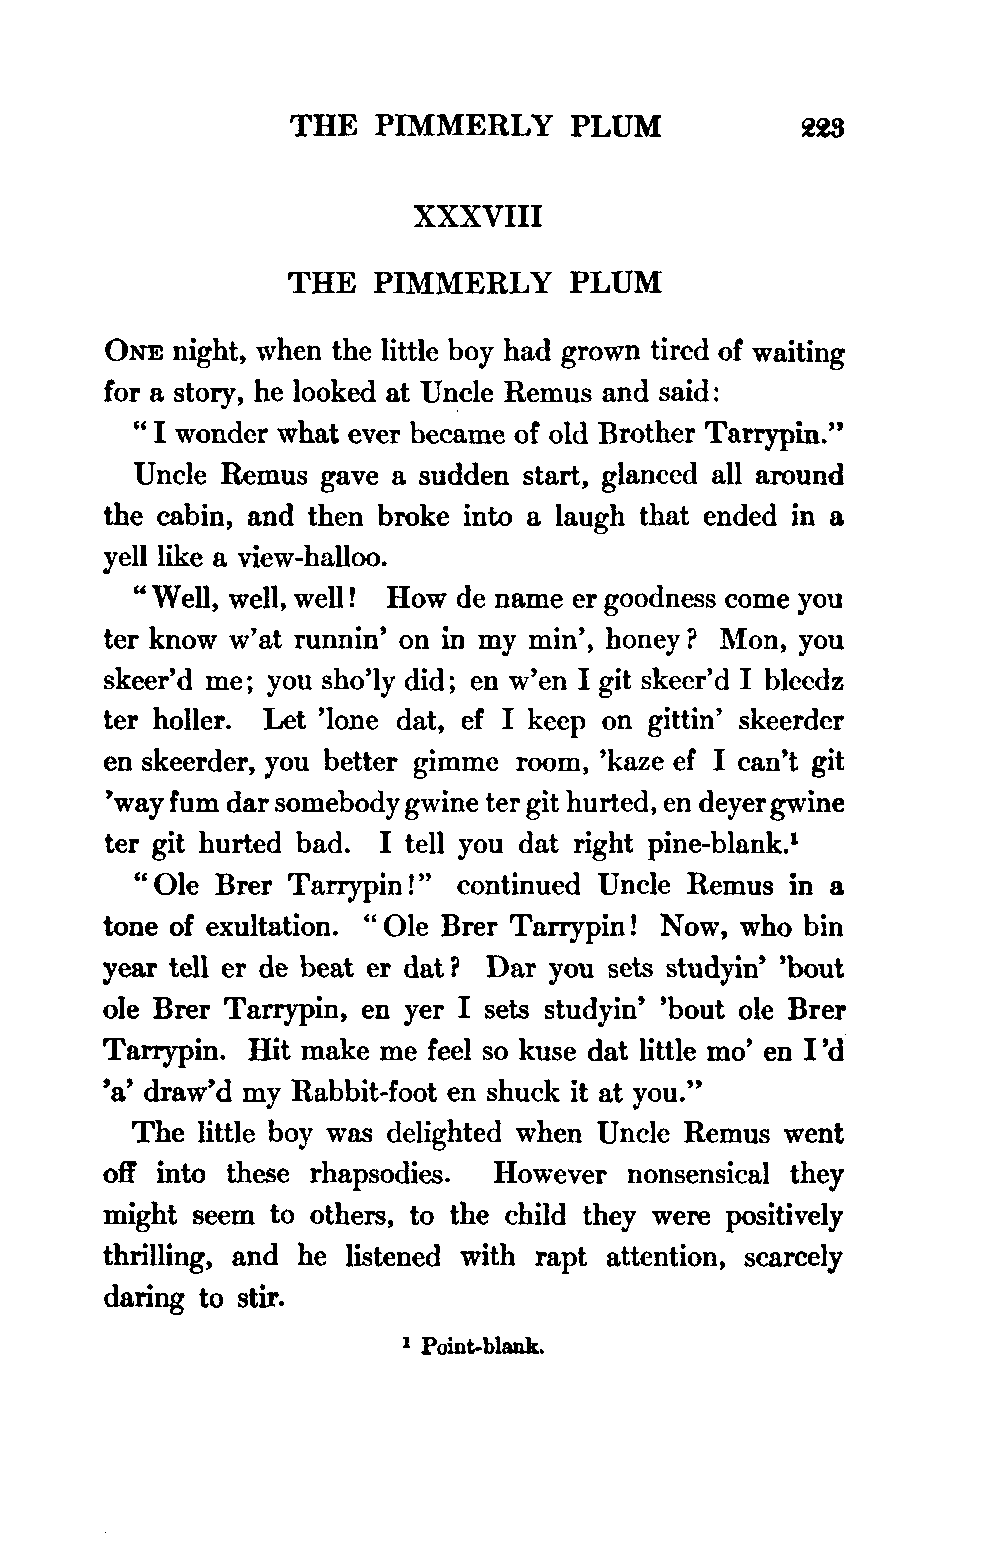 THE PIMMERLY PLUM 223
XXXVIII
THE PIMMERLY PLUM
ONE night, when the little boy had grown tired of waiting
for a story, he looked at Uncle Remus and said:
“I wonder what ever became of old Brother Tarrypin.”
Uncle Remus gave a sudden start, glanced all around
the cabin, and then broke into a laugh that ended in a
yell like a view-halloo.
“Well, well, well! How de name er goodness come you
ter know w’at runnin’ on in my min’, honey? Mon, you
skeer’d me; you sho’ly did; en w’en I git skeer’d I bleedz
ter holler. Let ’lone dat, ef I keep on gittin’ skeerder
en skeerder, you better gimme room, ’kaze ef I can’t git
’way fum dar somebody gwine ter git hurted, en deyer gwine
ter git hurted bad. I tell you dat right pine-blank.¹
“Ole Brer Tarrypin!” continued Uncle Remus in a
tone of exultation. “Ole Brer Tarrypin! Now, who bin
year tell er de beat er dat? Dar you sets studyin’ ’bout
ole Brer Tarrypin, en yer I sets studyin’ ’bout ole Brer
Tarrypin. Hit make me feel so kuse dat little mo’ en I ’d
’a’ draw’d my Rabbit-foot en shuck it at you.”
The little boy was delighted when Uncle Remus went
off into these rhapsodies. However nonsensical they
might seem to others, to the child they were positively
thrilling, and he listened with rapt attention, scarcely
daring to stir.
¹ Point-blank.